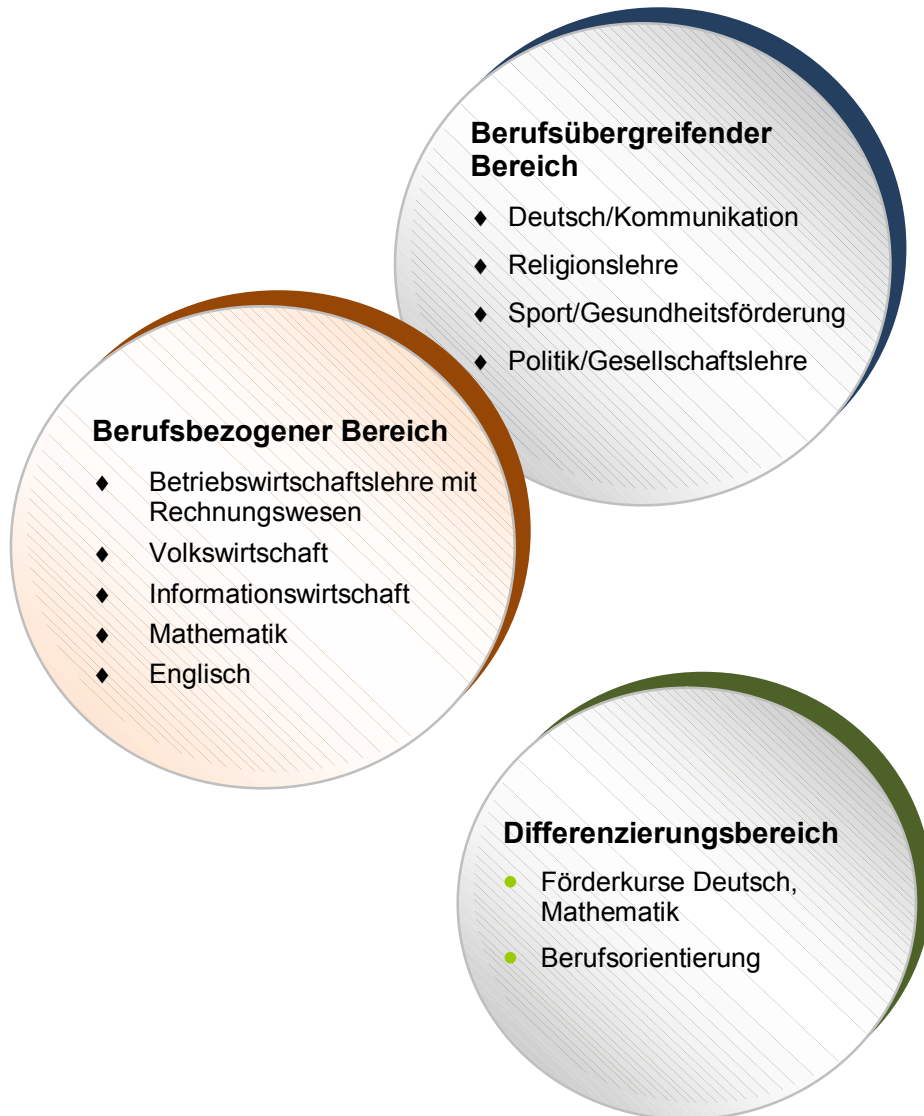 Berufsübergreifender
Bereich
♦ Deutsch/Kommunikation
♦ Religionslehre
♦ Sport/Gesundheitsförderung
♦ Politik/Gesellschaftslehre
Berufsbezogener Bereich
♦ Betriebswirtschaftslehre mit
Rechnungswesen
♦ Volkswirtschaft
♦ Informationswirtschaft
♦ Mathematik
♦ Englisch
Differenzierungsbereich
• Förderkurse Deutsch,
Mathematik
• Berufsorientierung